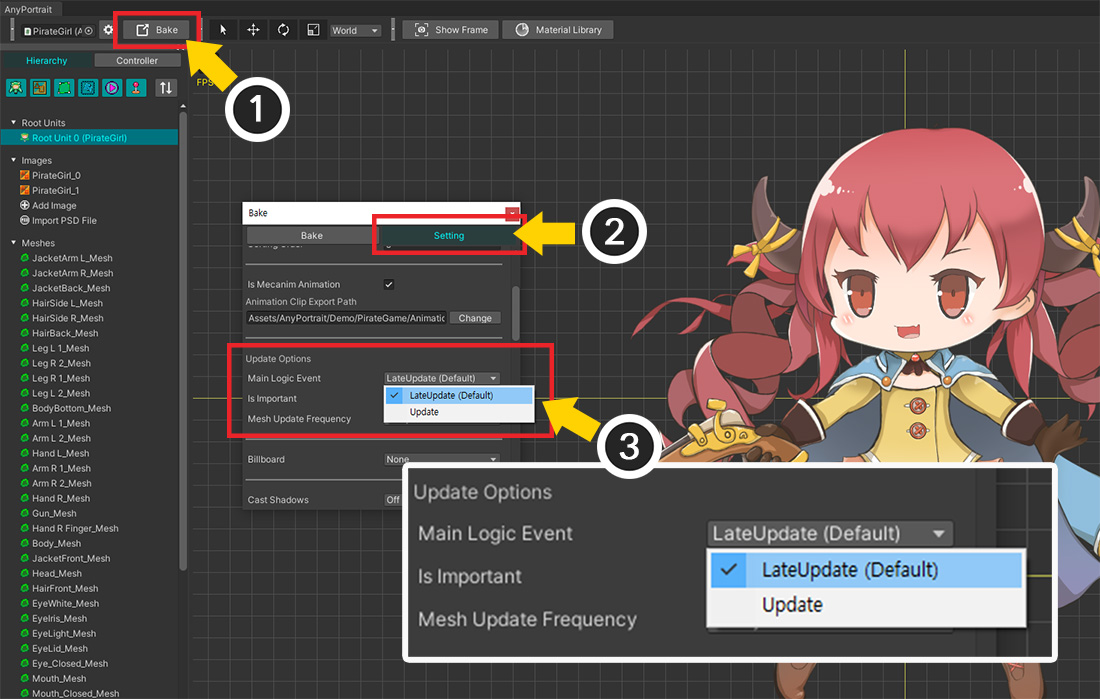 AnyPortrait
PirateGirl (A
Bake
World
Show Frame
Material Library
Hierarchy
Controller
FPS
1
Root Units
Root Unit 0 (PirateGirl)
Images
PirateGirl_0
PirateGirl_1
Add Image
Import PSD File
Meshes
JacketArm L_Mesh
JacketArm R_Mesh
JacketBack_Mesh
HairSide L_Mesh
HairSide R_Mesh
HairBack_Mesh
Leg L 1_Mesh
Leg R 2_Mesh
Leg R 1_Mesh
Leg L 2_Mesh
BodyBottom_Mesh
Arm L 1_Mesh
Arm L 2_Mesh
Hand L_Mesh
Arm R 1_Mesh
Arm R 2_Mesh
Hand R_Mesh
Gun_Mesh
Hand R Finger_Mesh
Body_Mesh
JacketFront_Mesh
Head_Mesh
HairFront_Mesh
EyeWhite_Mesh
EyeIris_Mesh
EyeLight_Mesh
EyeLid_Mesh
Eye_Closed_Mesh
Mouth_Mesh
Mouth_Closed_Mesh
Bake
Bake
Setting
2
Is Mecanim Animation
Animation Clip Export Path
Assets/AnyPortrait/Demo/PirateGame/Animatic
Change
Update Options
Main Logic Event
LateUpdate (Default)
Is Important
LateUpdate (Default)
Update
Mesh Update Frequency
3
Billboard
None
Cast Shadows
Off
Update Options
Main Logic Event
LateUpdate (Default)
Is Important
LateUpdate (Default)
Update
Mesh Update Frequency